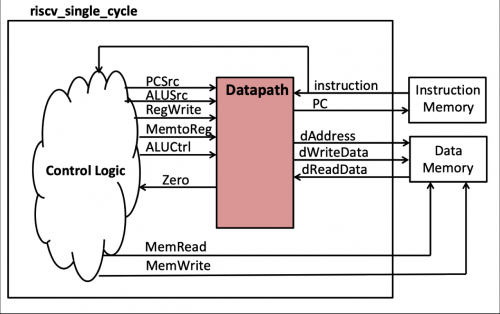 riscv_single_cycle
PCSrc
ALUSrc
RegWrite
MemtoReg
ALUCtrl
Zero
Control Logic
Datapath
instruction
PC
dAddress
dWriteData
dReadData
Instruction
Memory
Data
Memory
MemRead
MemWrite